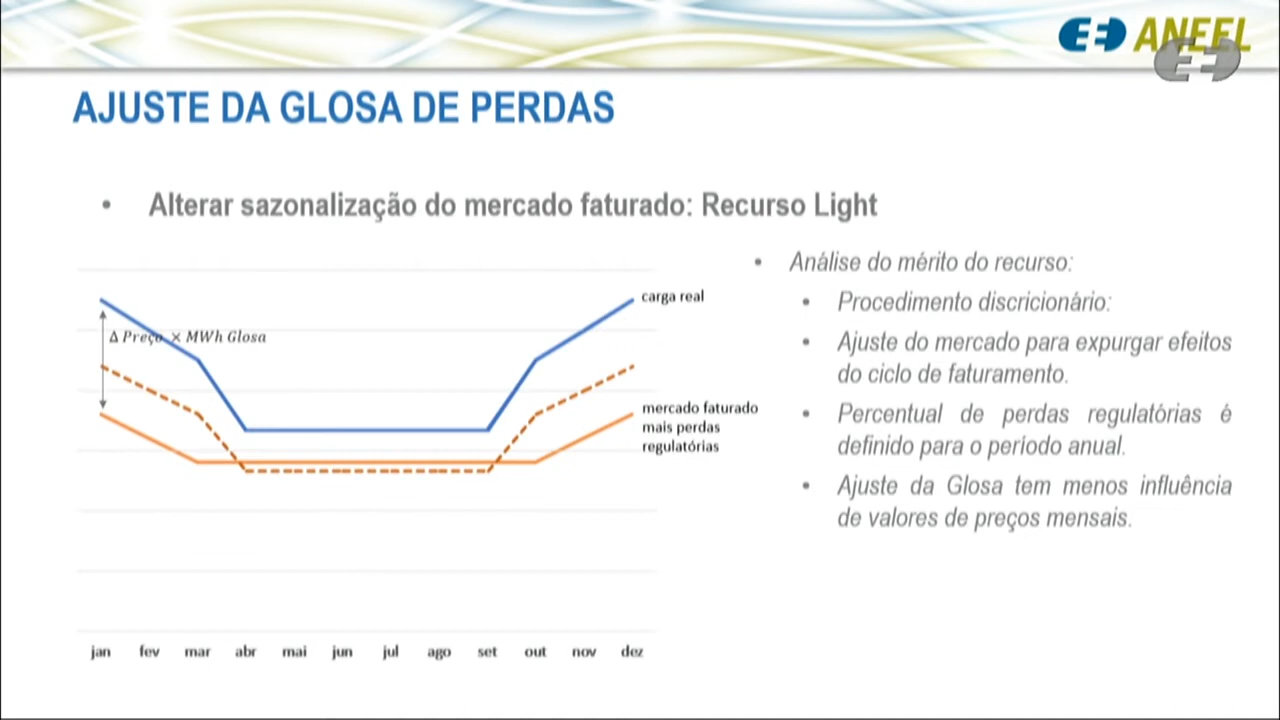 ANEEL
AJUSTE DA GLOSA DE PERDAS
• Alterar sazonalização do mercado faturado: Recurso Light
carga real
Δ Preço × MWh Glosa
mercado faturado
mais perdas
regulatórias
jan fev mar abr mai jun jul ago set out nov dez
• Análise do mérito do recurso:
• Procedimento discricionário:
• Ajuste do mercado para expurgar efeitos
do ciclo de faturamento.
• Percentual de perdas regulatórias é
definido para o período anual.
• Ajuste da Glosa tem menos influência
de valores de preços mensais.